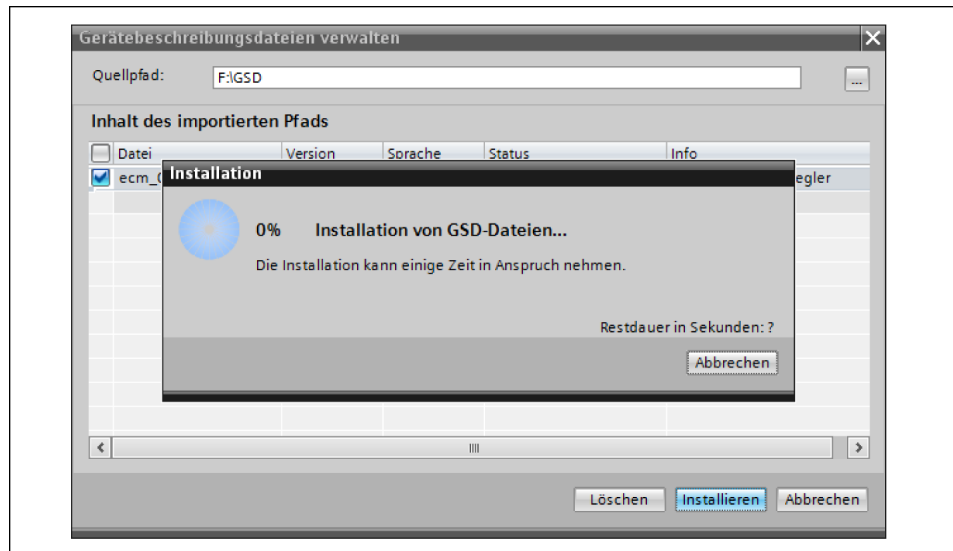 Gerätebeschreibungsdateien verwalten
Quellpfad: F:\GSD ...
Inhalt des importierten Pfads
Datei Version Sprache Status Info
Installation
0% Installation von GSD-Dateien...
Die Installation kann einige Zeit in Anspruch nehmen.
Restdauer in Sekunden: ?
Abbrechen
Löschen Installieren Abbrechen